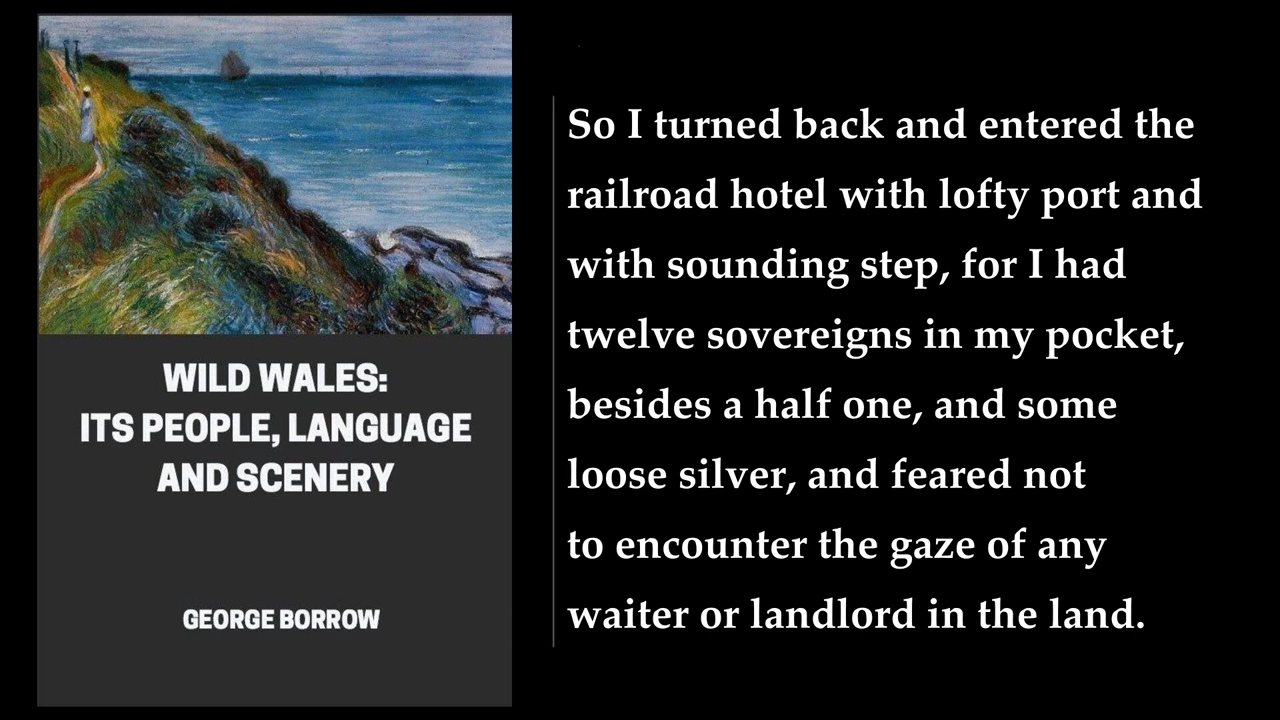 WILD WALES:
ITS PEOPLE, LANGUAGE
AND SCENERY
GEORGE BORROW
So I turned back and entered the
railroad hotel with lofty port and
with sounding step, for I had
twelve sovereigns in my pocket,
besides a half one, and some
loose silver, and feared not
to encounter the gaze of any
waiter or landlord in the land.